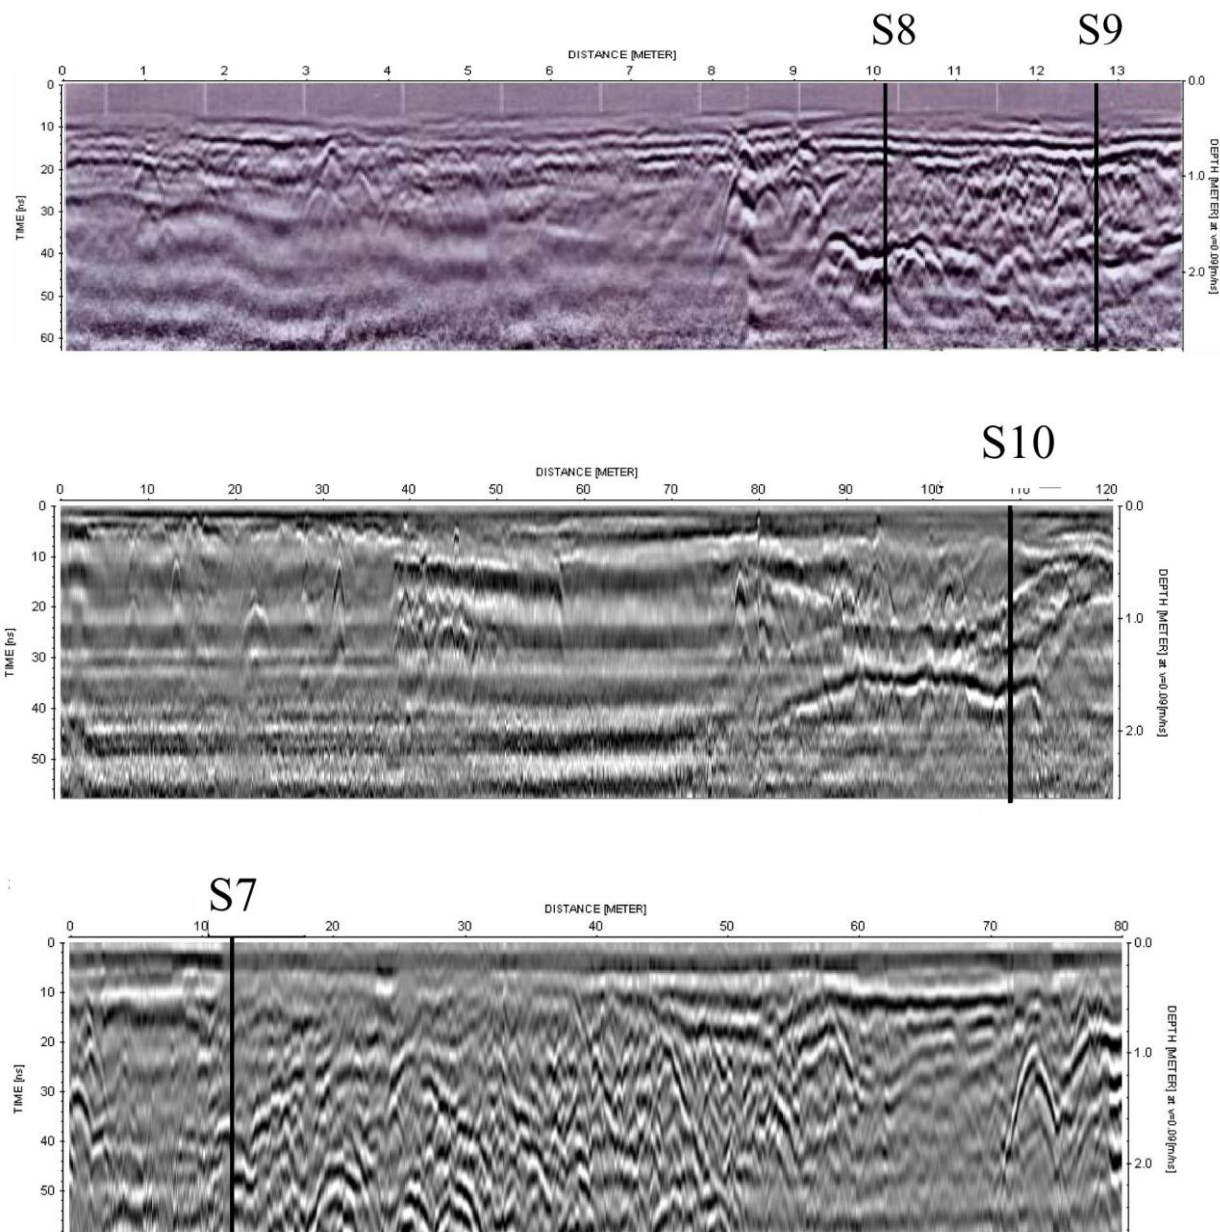 S8 S9
DISTANCE [METER]
0 1 2 3 4 5 6 7 8 9 10 11 12 13
0 10 20 30 40 50 60
TIME [ns]
0.0 1.0 2.0
DEPTH [METER] at v=0.09[m/ns]
S10
DISTANCE [METER]
0 10 20 30 40 50 60 70 80 90 100 110 120
0 10 20 30 40 50
TIME [ns]
0.0 1.0 2.0
DEPTH [METER] at v=0.09[m/ns]
S7
DISTANCE [METER]
0 10 20 30 40 50 60 70 80
0 10 20 30 40 50
TIME [ns]
0.0 1.0 2.0
DEPTH [METER] at v=0.09[m/ns]